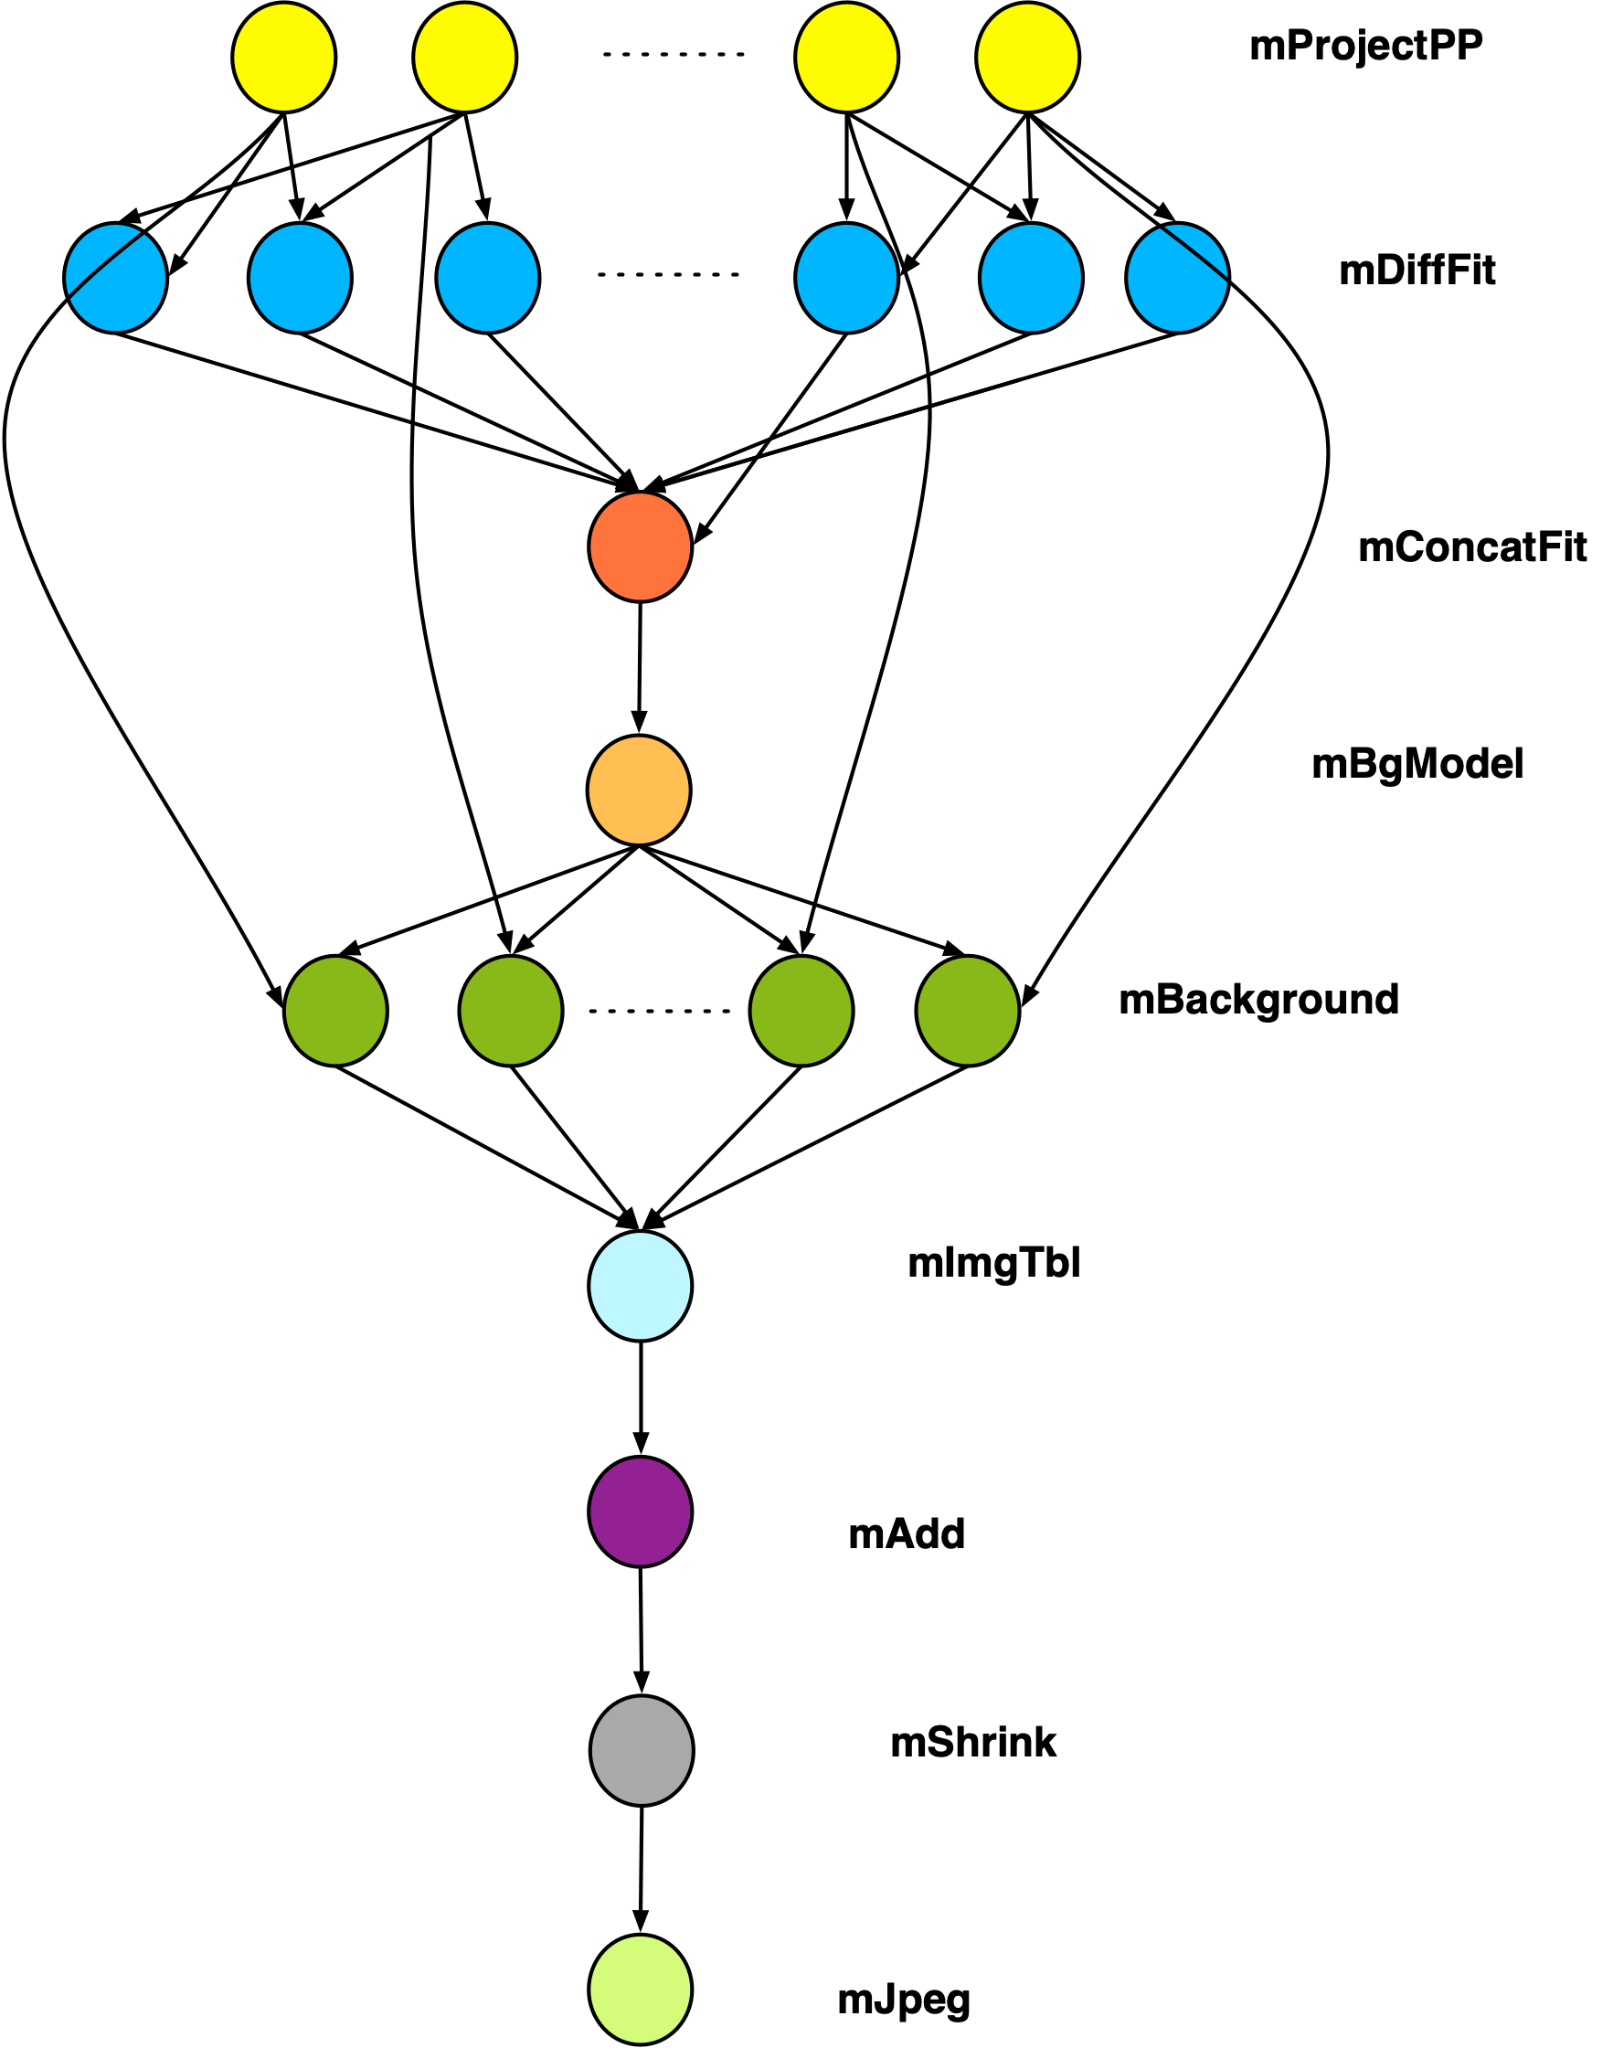 mProjectPP
mDiffFit
mConcatFit
mBgModel
mBackground
mImgTbl
mAdd
mShrink
mJpeg